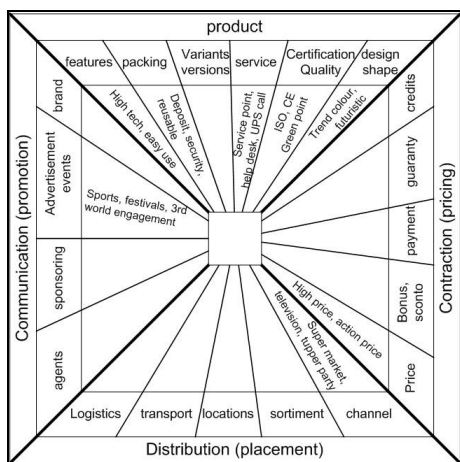 product
features
packing
Variants
versions
service
Certification
Quality
design
shape
High tech, easy use
Deposit, security,
reusable
Service point,
help desk, UPS call
ISO, CE
Green point
Trend colour,
futuristic
Communication (promotion)
brand
Advertisement
events
sponsoring
agents
Sports, festivals, 3rd
world engagement
Contraction (pricing)
credits
guaranty
payment
Bonus,
sconto
Price
High price, action price
Super market,
television, tupper party
Logistics
transport
locations
sortiment
channel
Distribution (placement)